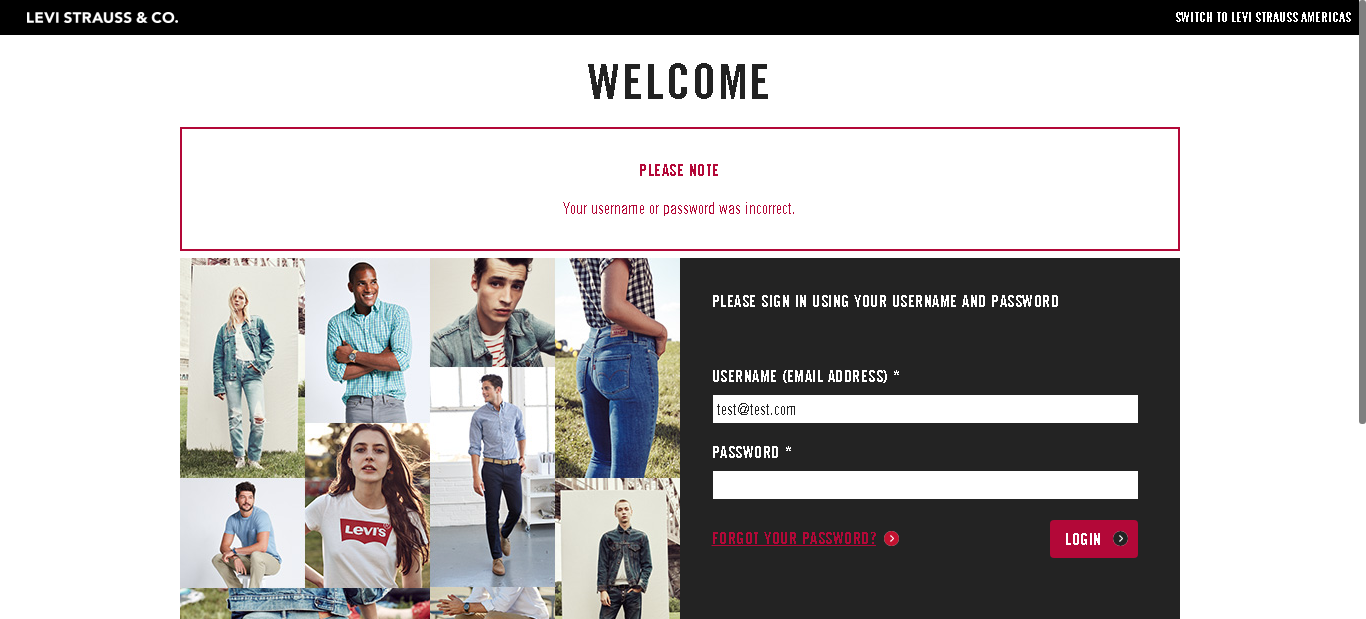 LEVI STRAUSS & CO.
SWITCH TO LEVI STRAUSS AMERICAS
WELCOME
PLEASE NOTE
Your username or password was incorrect.
PLEASE SIGN IN USING YOUR USERNAME AND PASSWORD
USERNAME (EMAIL ADDRESS) *
test@test.com
PASSWORD *
FORGOT YOUR PASSWORD?
LOGIN
Levi's